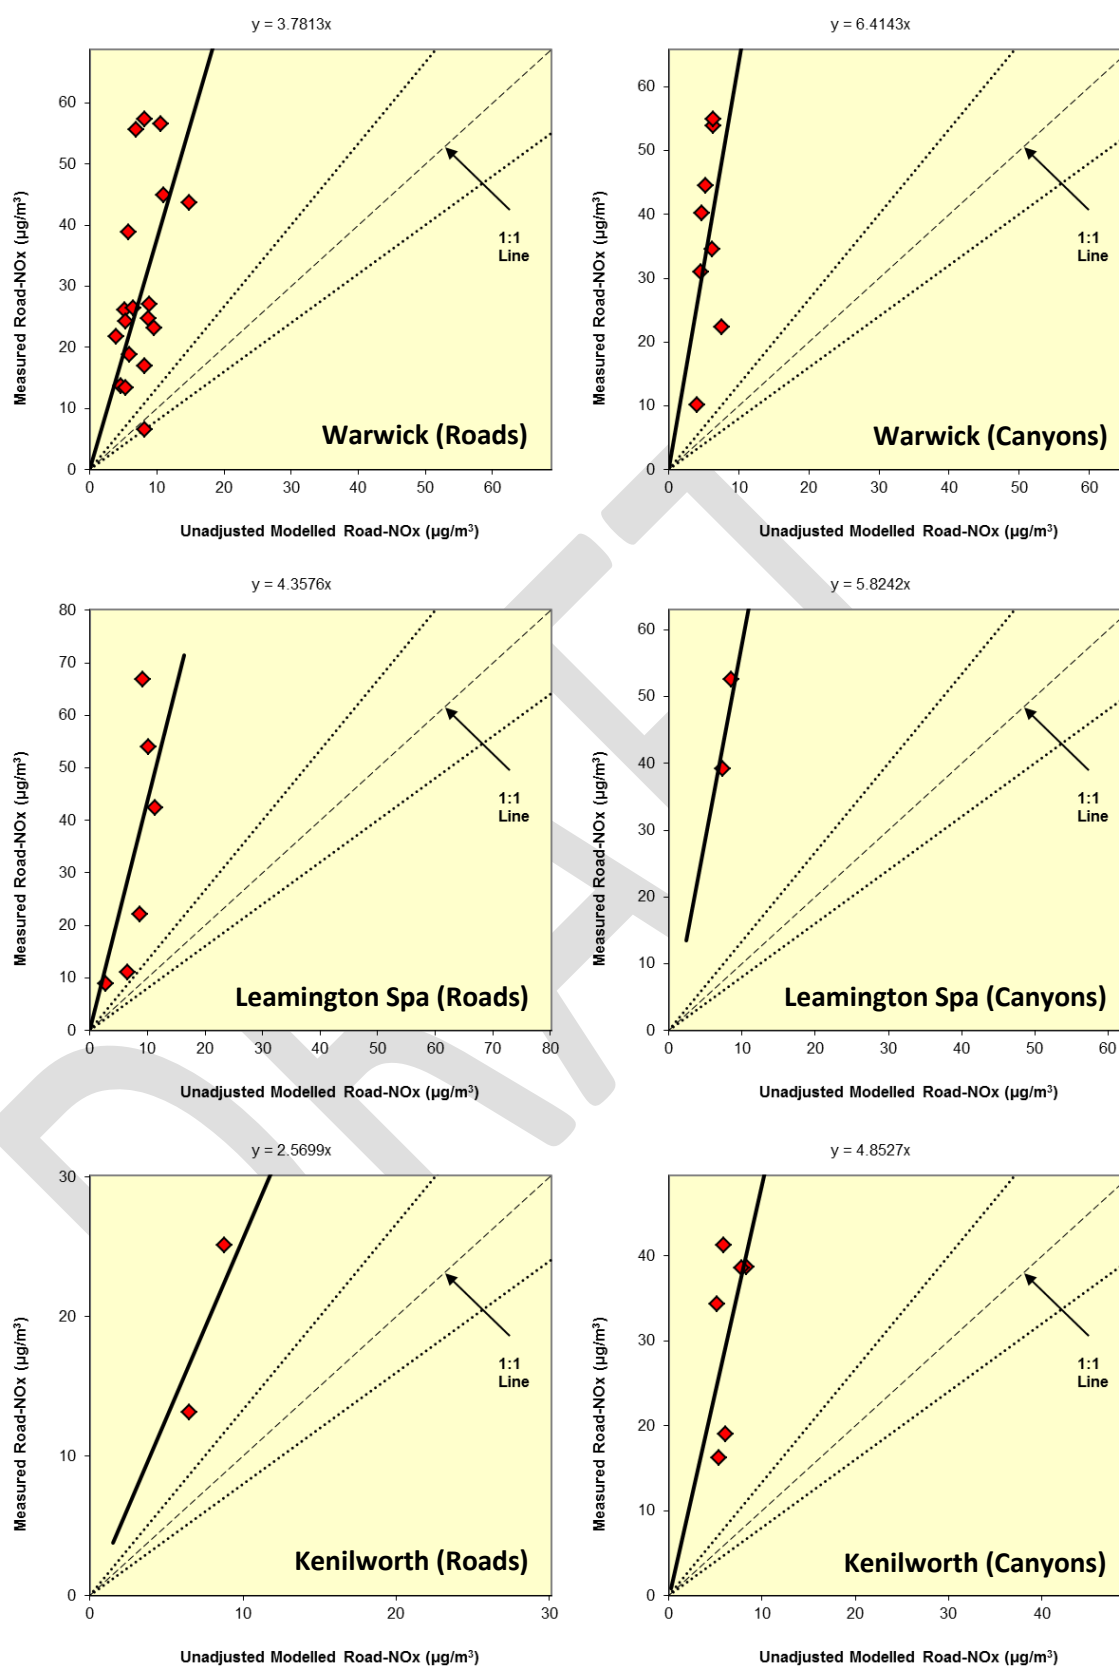 y = 3.7813x
Measured Road-NOx (µg/m³)
60
50
40
30
20
10
0
1:1
Line
Warwick (Roads)
0 10 20 30 40 50 60
Unadjusted Modelled Road-NOx (µg/m³)
y = 6.4143x
Measured Road-NOx (µg/m³)
60
50
40
30
20
10
0
1:1
Line
Warwick (Canyons)
0 10 20 30 40 50 60
Unadjusted Modelled Road-NOx (µg/m³)
y = 4.3576x
Measured Road-NOx (µg/m³)
80
70
60
50
40
30
20
10
0
1:1
Line
Leamington Spa (Roads)
0 10 20 30 40 50 60 70 80
Unadjusted Modelled Road-NOx (µg/m³)
y = 5.8242x
Measured Road-NOx (µg/m³)
60
50
40
30
20
10
0
1:1
Line
Leamington Spa (Canyons)
0 10 20 30 40 50 60
Unadjusted Modelled Road-NOx (µg/m³)
y = 2.5699x
Measured Road-NOx (µg/m³)
30
20
10
0
1:1
Line
Kenilworth (Roads)
0 10 20 30
Unadjusted Modelled Road-NOx (µg/m³)
y = 4.8527x
Measured Road-NOx (µg/m³)
40
30
20
10
0
1:1
Line
Kenilworth (Canyons)
0 10 20 30 40
Unadjusted Modelled Road-NOx (µg/m³)
DRAFT